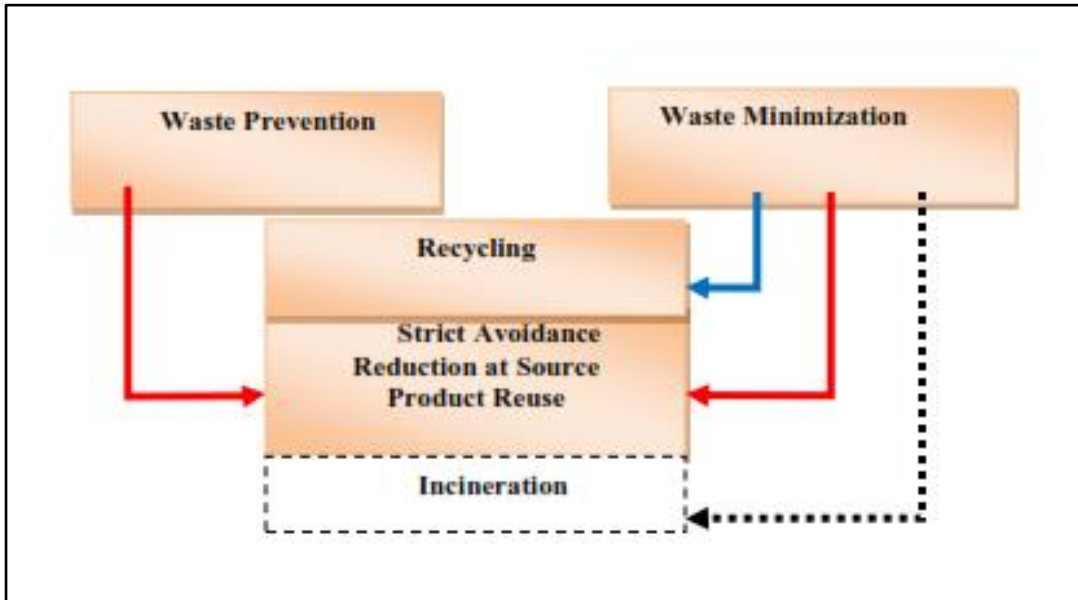 Waste Prevention
Waste Minimization
Recycling
Strict Avoidance
Reduction at Source
Product Reuse
Incineration